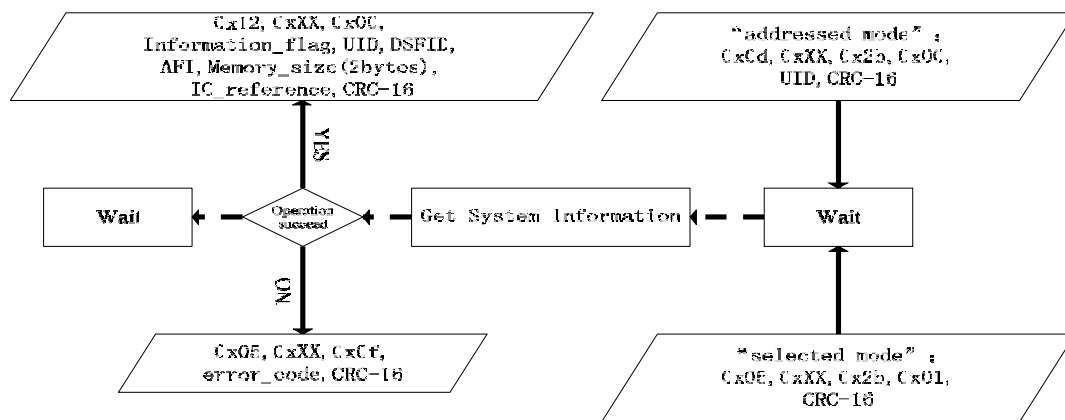 0x12, 0xXX, 0x00,
Information_flag, UID, DSFID,
AFI, Memory_size(2bytes),
IC_reference, CRC-16
"addressed mode" :
0x0d, 0xXX, 0x2b, 0x00,
UID, CRC-16
YES
Wait
Operation
succeed
Get System Information
Wait
NO
0x05, 0xXX, 0x0f,
error_code, CRC-16
"selected mode" :
0x05, 0xXX, 0x2b, 0x01,
CRC-16